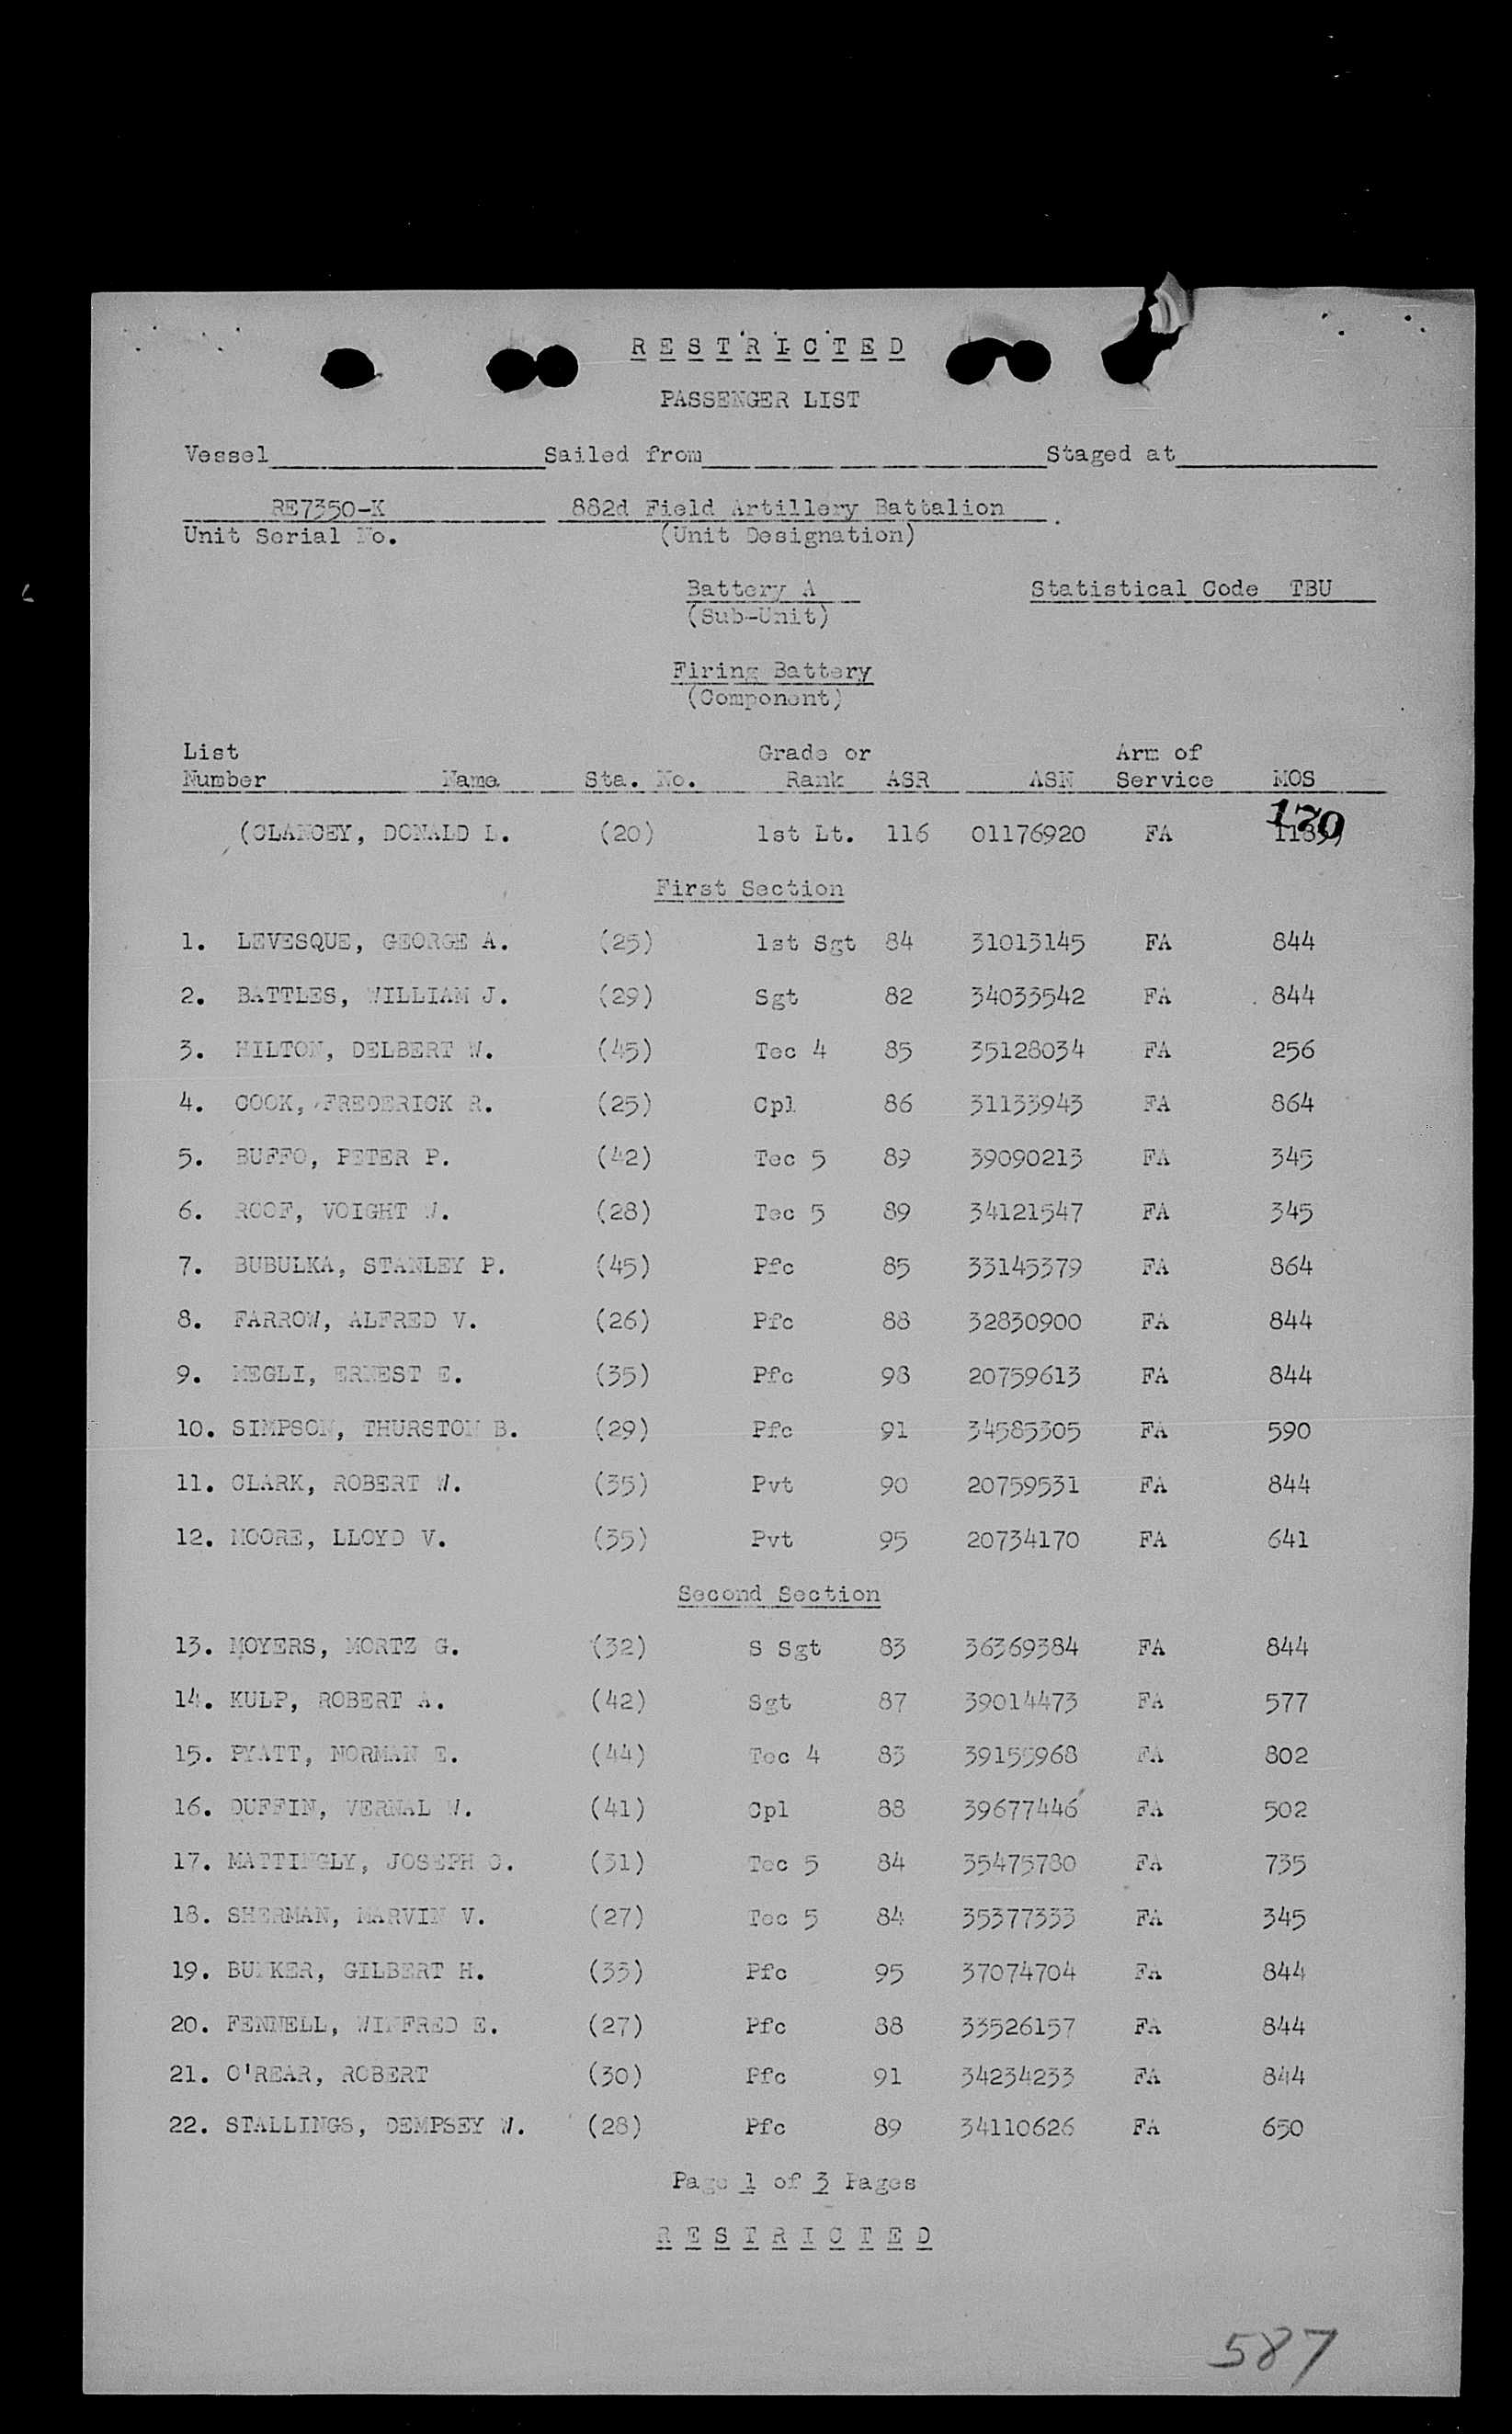 RESTRICTED
PASSENGER LIST
Vessel Sailed from Staged at
RE7350-K 882d Field Artillery Battalion
Unit Serial No. (Unit Designation)
Battery A Statistical Code TBU
(Sub-Unit)
Firing Battery
(Component)
List Grade or Arm of
Number Name Sta. No. Rank ASR ASN Service MOS
170
(CLANCEY, DONALD L. (20) 1st Lt. 116 01176920 FA
First Section
1. LEVESQUE, GEORGE A. (25) 1st Sgt 84 31013145 FA 844
2. BATTLES, WILLIAM J. (29) Sgt 82 34033542 FA 844
3. HILTON, DELBERT W. (45) Tec 4 85 35128034 FA 256
4. COOK, FREDERICK R. (25) Cpl 86 31133943 FA 864
5. BUFFO, PETER P. (42) Tec 5 89 39090213 FA 345
6. ROOF, VOIGHT W. (28) Tec 5 89 34121547 FA 345
7. BUBULKA, STANLEY P. (45) Pfc 85 33145379 FA 864
8. FARROW, ALFRED V. (26) Pfc 88 32830900 FA 844
9. MEGLI, ERNEST E. (35) Pfc 98 20759613 FA 844
10. SIMPSON, THURSTON B. (29) Pfc 91 34585305 FA 590
11. CLARK, ROBERT W. (35) Pvt 90 20759531 FA 844
12. MOORE, LLOYD V. (35) Pvt 95 20734170 FA 641
Second Section
13. MOYERS, MORTZ G. (32) S Sgt 83 36369384 FA 844
14. KULP, ROBERT A. (42) Sgt 87 39014473 FA 577
15. PYATT, NORMAN E. (44) Tec 4 83 39155968 FA 802
16. DUFFIN, VERNAL W. (41) Cpl 88 39677446 FA 502
17. MATTINGLY, JOSEPH C. (31) Tec 5 84 35475780 FA 735
18. SHERMAN, MARVIN V. (27) Tec 5 84 35377333 FA 345
19. BUNKER, GILBERT H. (33) Pfc 95 37074704 FA 844
20. FENNELL, WINFRED E. (27) Pfc 88 33526157 FA 844
21. O'REAR, ROBERT (30) Pfc 91 34234233 FA 844
22. STALLINGS, DEMPSEY W. (28) Pfc 89 34110626 FA 650
Page 1 of 3 Pages
RESTRICTED
587